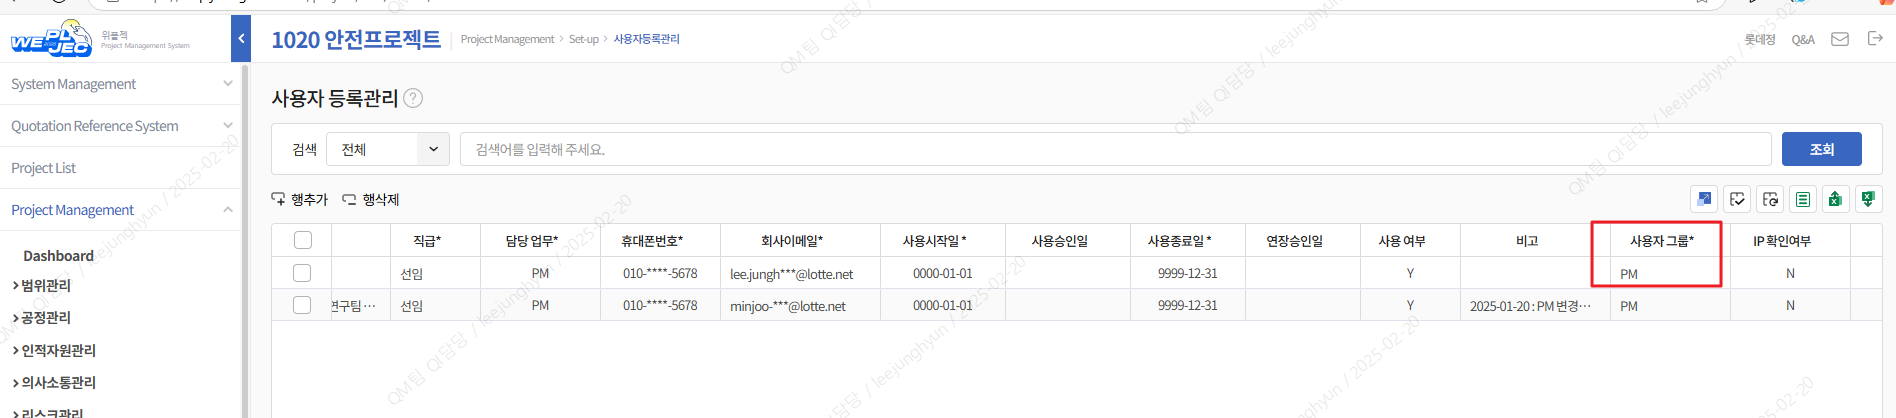 WE PL JEC
위플젝
Project Management System
1020 안전프로젝트
Project Management > Set-up > 사용자등록관리
롯데정 Q&A
System Management
Quotation Reference System
Project List
Project Management
Dashboard
범위관리
공정관리
인적자원관리
의사소통관리
리스크관리
사용자 등록관리 ?
검색 전체 검색어를 입력해 주세요. 조회
행추가 행삭제
직급* 담당 업무* 휴대폰번호* 회사이메일* 사용시작일 * 사용승인일 사용종료일 * 연장승인일 사용 여부 비고 사용자 그룹* IP 확인여부
선임 PM 010-****-5678 lee.jungh***@lotte.net 0000-01-01 9999-12-31 Y PM N
연구팀 … 선임 PM 010-****-5678 minjoo-***@lotte.net 0000-01-01 9999-12-31 Y 2025-01-20 : PM 변경… PM N
QM팀 QI담당 / leejunghyun / 2025-02-20